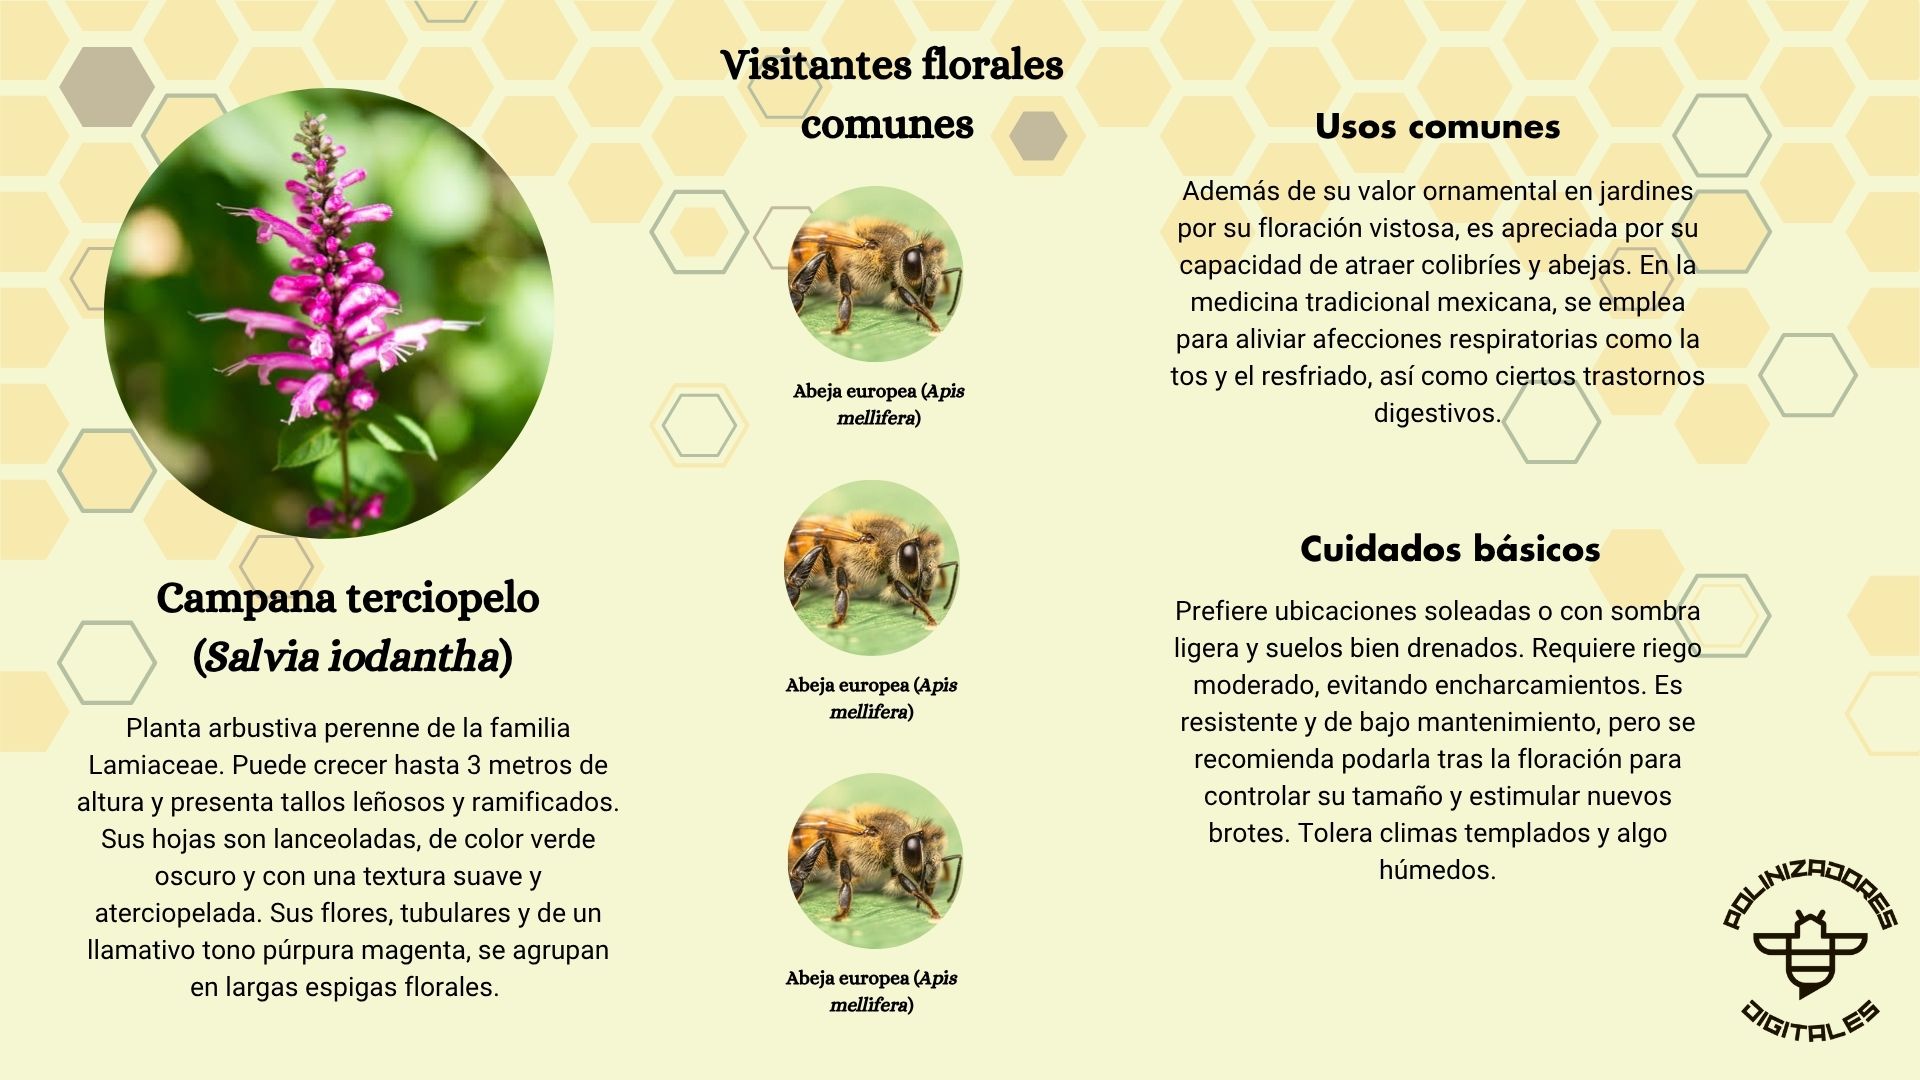 Campana terciopelo
(Salvia iodantha)
Planta arbustiva perenne de la familia
Lamiaceae. Puede crecer hasta 3 metros de
altura y presenta tallos leñosos y ramificados.
Sus hojas son lanceoladas, de color verde
oscuro y con una textura suave y
aterciopelada. Sus flores, tubulares y de un
llamativo tono púrpura magenta, se agrupan
en largas espigas florales.
Visitantes florales
comunes
Abeja europea (Apis
mellifera)
Abeja europea (Apis
mellifera)
Abeja europea (Apis
mellifera)
Usos comunes
Además de su valor ornamental en jardines
por su floración vistosa, es apreciada por su
capacidad de atraer colibríes y abejas. En la
medicina tradicional mexicana, se emplea
para aliviar afecciones respiratorias como la
tos y el resfriado, así como ciertos trastornos
digestivos.
Cuidados básicos
Prefiere ubicaciones soleadas o con sombra
ligera y suelos bien drenados. Requiere riego
moderado, evitando encharcamientos. Es
resistente y de bajo mantenimiento, pero se
recomienda podarla tras la floración para
controlar su tamaño y estimular nuevos
brotes. Tolera climas templados y algo
húmedos.
POLINIZADORES
DIGITALES